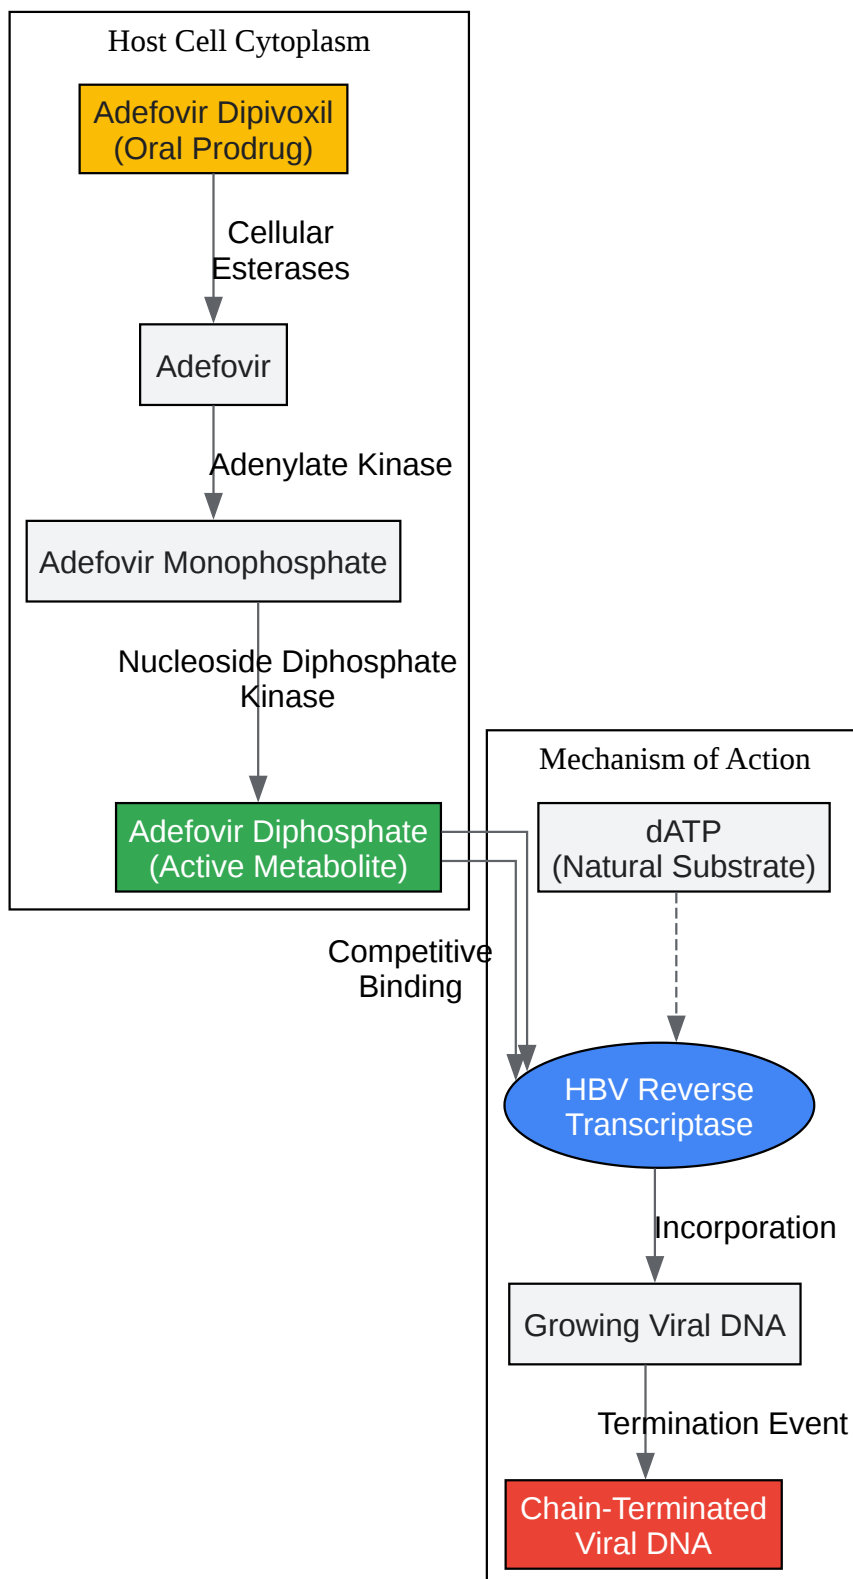 Host Cell Cytoplasm
Adefovir Dipivoxil
(Oral Prodrug)
Cellular
Esterases
Adefovir
Adenylate Kinase
Adefovir Monophosphate
Nucleoside Diphosphate
Kinase
Adefovir Diphosphate
(Active Metabolite)
Competitive
Binding
Mechanism of Action
dATP
(Natural Substrate)
HBV Reverse
Transcriptase
Incorporation
Growing Viral DNA
Termination Event
Chain-Terminated
Viral DNA